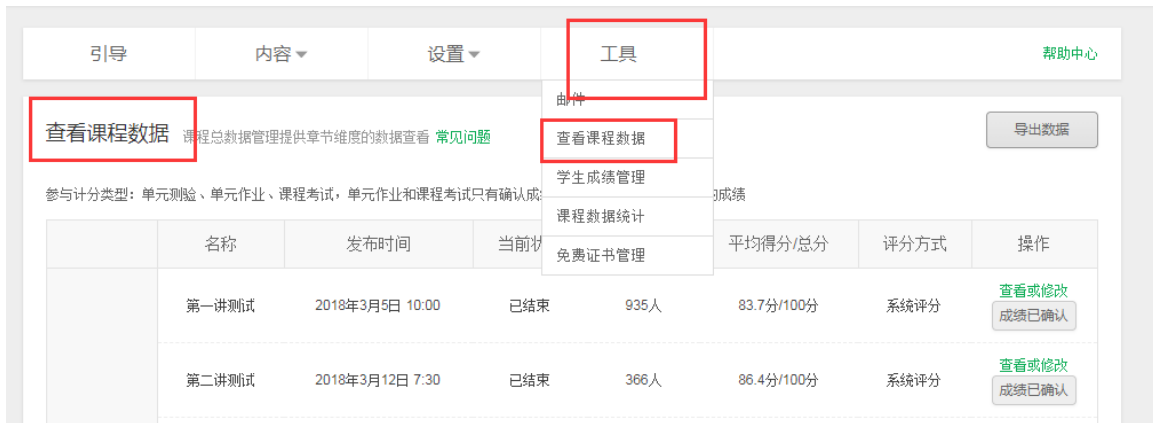 引导 内容 设置 工具 帮助中心
邮件
查看课程数据 课程总数据管理提供章节维度的数据查看 常见问题 查看课程数据 导出数据
学生成绩管理
参与计分类型：单元测验、单元作业、课程考试，单元作业和课程考试只有确认成 的成绩
课程数据统计
名称 发布时间 当前状 平均得分/总分 评分方式 操作
免费证书管理
第一讲测试 2018年3月5日 10:00 已结束 935人 83.7分/100分 系统评分 查看或修改
成绩已确认
第二讲测试 2018年3月12日 7:30 已结束 366人 86.4分/100分 系统评分 查看或修改
成绩已确认